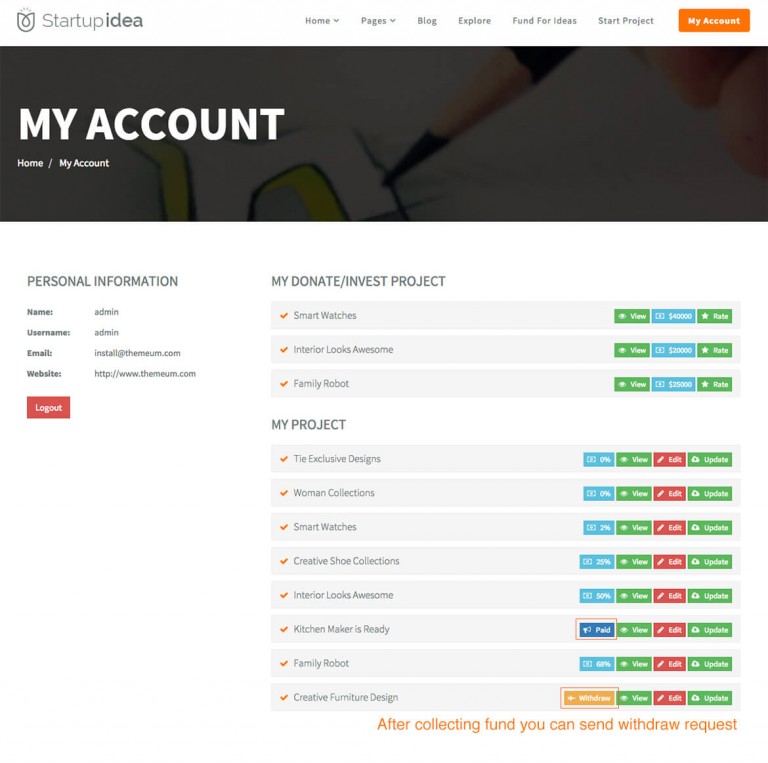 Startup idea
Home Pages Blog Explore Fund For Ideas Start Project My Account
MY ACCOUNT
Home / My Account
PERSONAL INFORMATION
Name: admin
Username: admin
Email: install@themeum.com
Website: http://www.themeum.com
Logout
MY DONATE/INVEST PROJECT
Smart Watches View $40000 Rate
Interior Looks Awesome View $20000 Rate
Family Robot View $25000 Rate
MY PROJECT
Tie Exclusive Designs 0% View Edit Update
Woman Collections 0% View Edit Update
Smart Watches 2% View Edit Update
Creative Shoe Collections 25% View Edit Update
Interior Looks Awesome 50% View Edit Update
Kitchen Maker is Ready Paid View Edit Update
Family Robot 68% View Edit Update
Creative Furniture Design Withdraw View Edit Update
After collecting fund you can send withdraw request